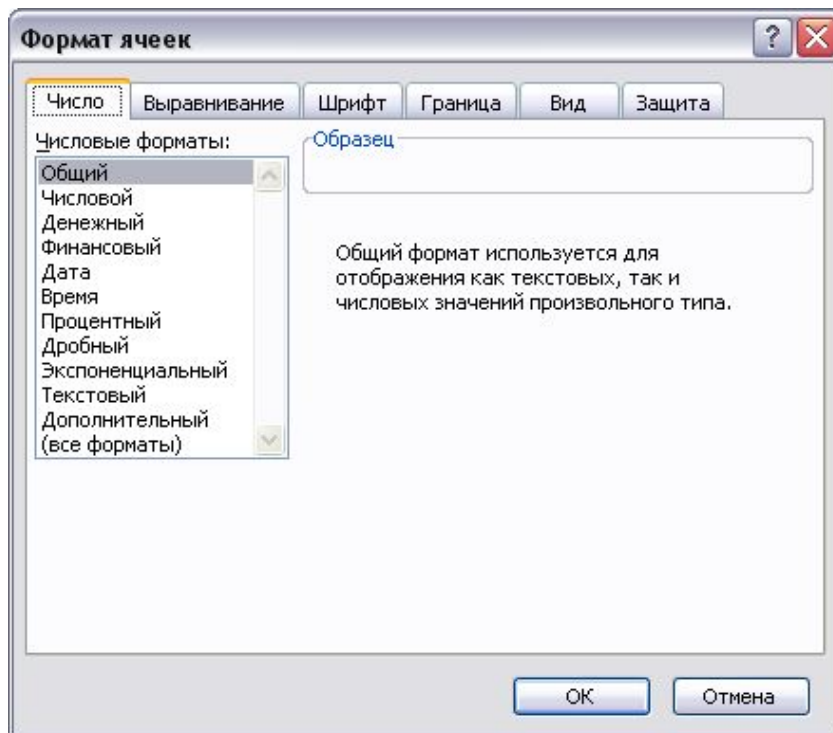 Формат ячеек
Число Выравнивание Шрифт Граница Вид Защита
Числовые форматы:
Образец
Общий
Числовой
Денежный
Финансовый
Дата
Время
Процентный
Дробный
Экспоненциальный
Текстовый
Дополнительный
(все форматы)
Общий формат используется для
отображения как текстовых, так и
числовых значений произвольного типа.
ОК Отмена